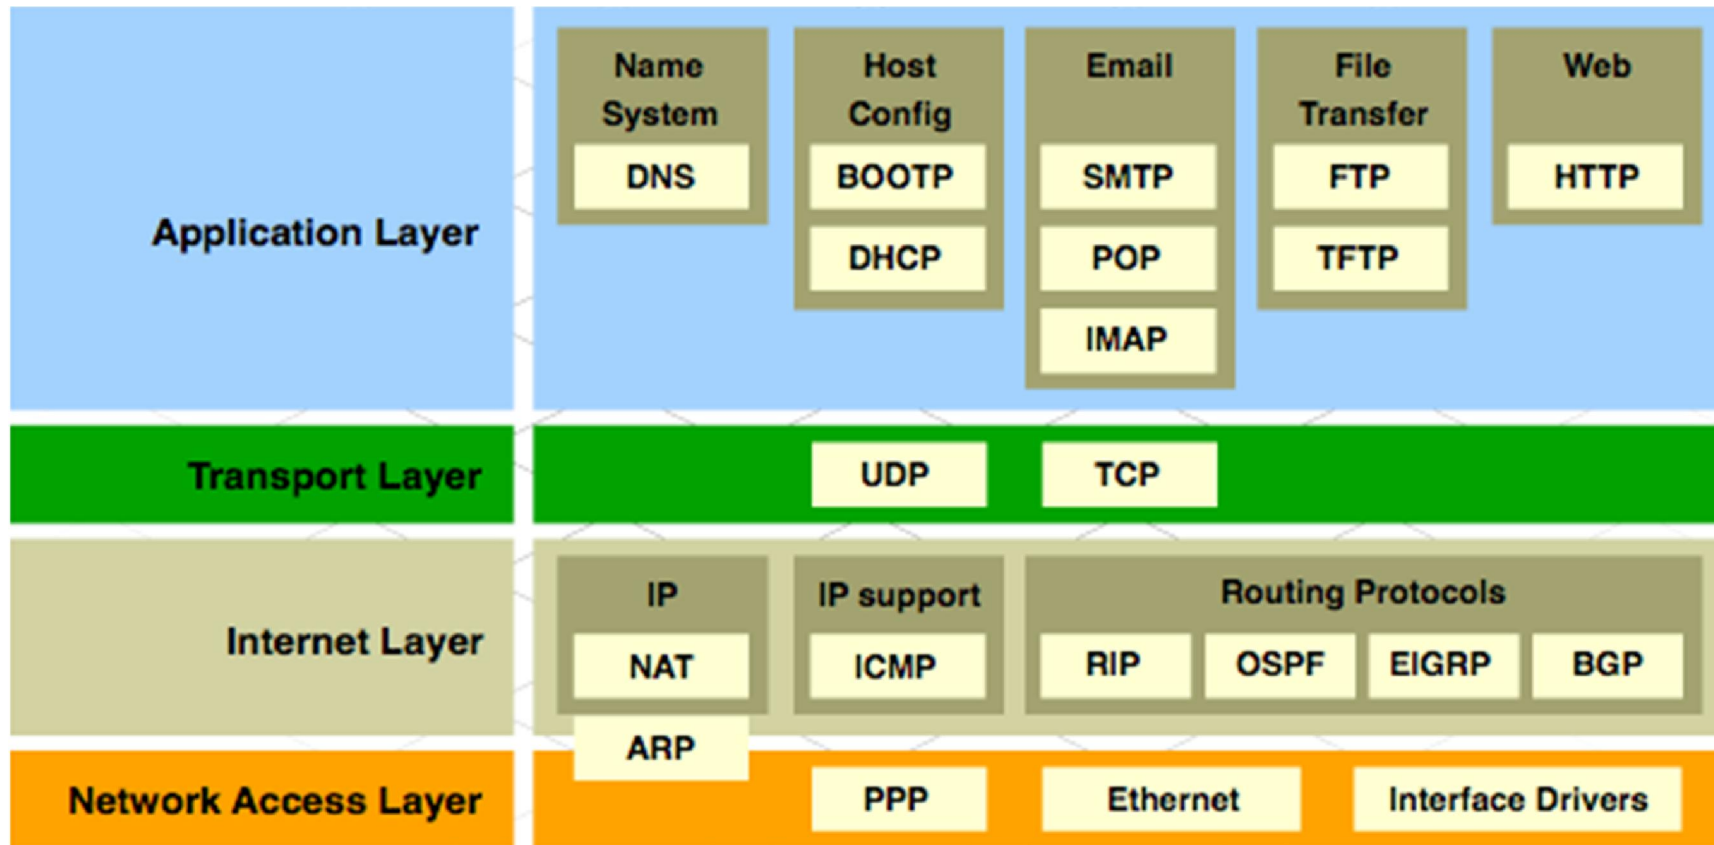 Application Layer
Name
System
DNS
Host
Config
BOOTP
DHCP
Email
SMTP
POP
IMAP
File
Transfer
FTP
TFTP
Web
HTTP
Transport Layer
UDP
TCP
Internet Layer
IP
NAT
ARP
IP support
ICMP
Routing Protocols
RIP
OSPF
EIGRP
BGP
Network Access Layer
PPP
Ethernet
Interface Drivers